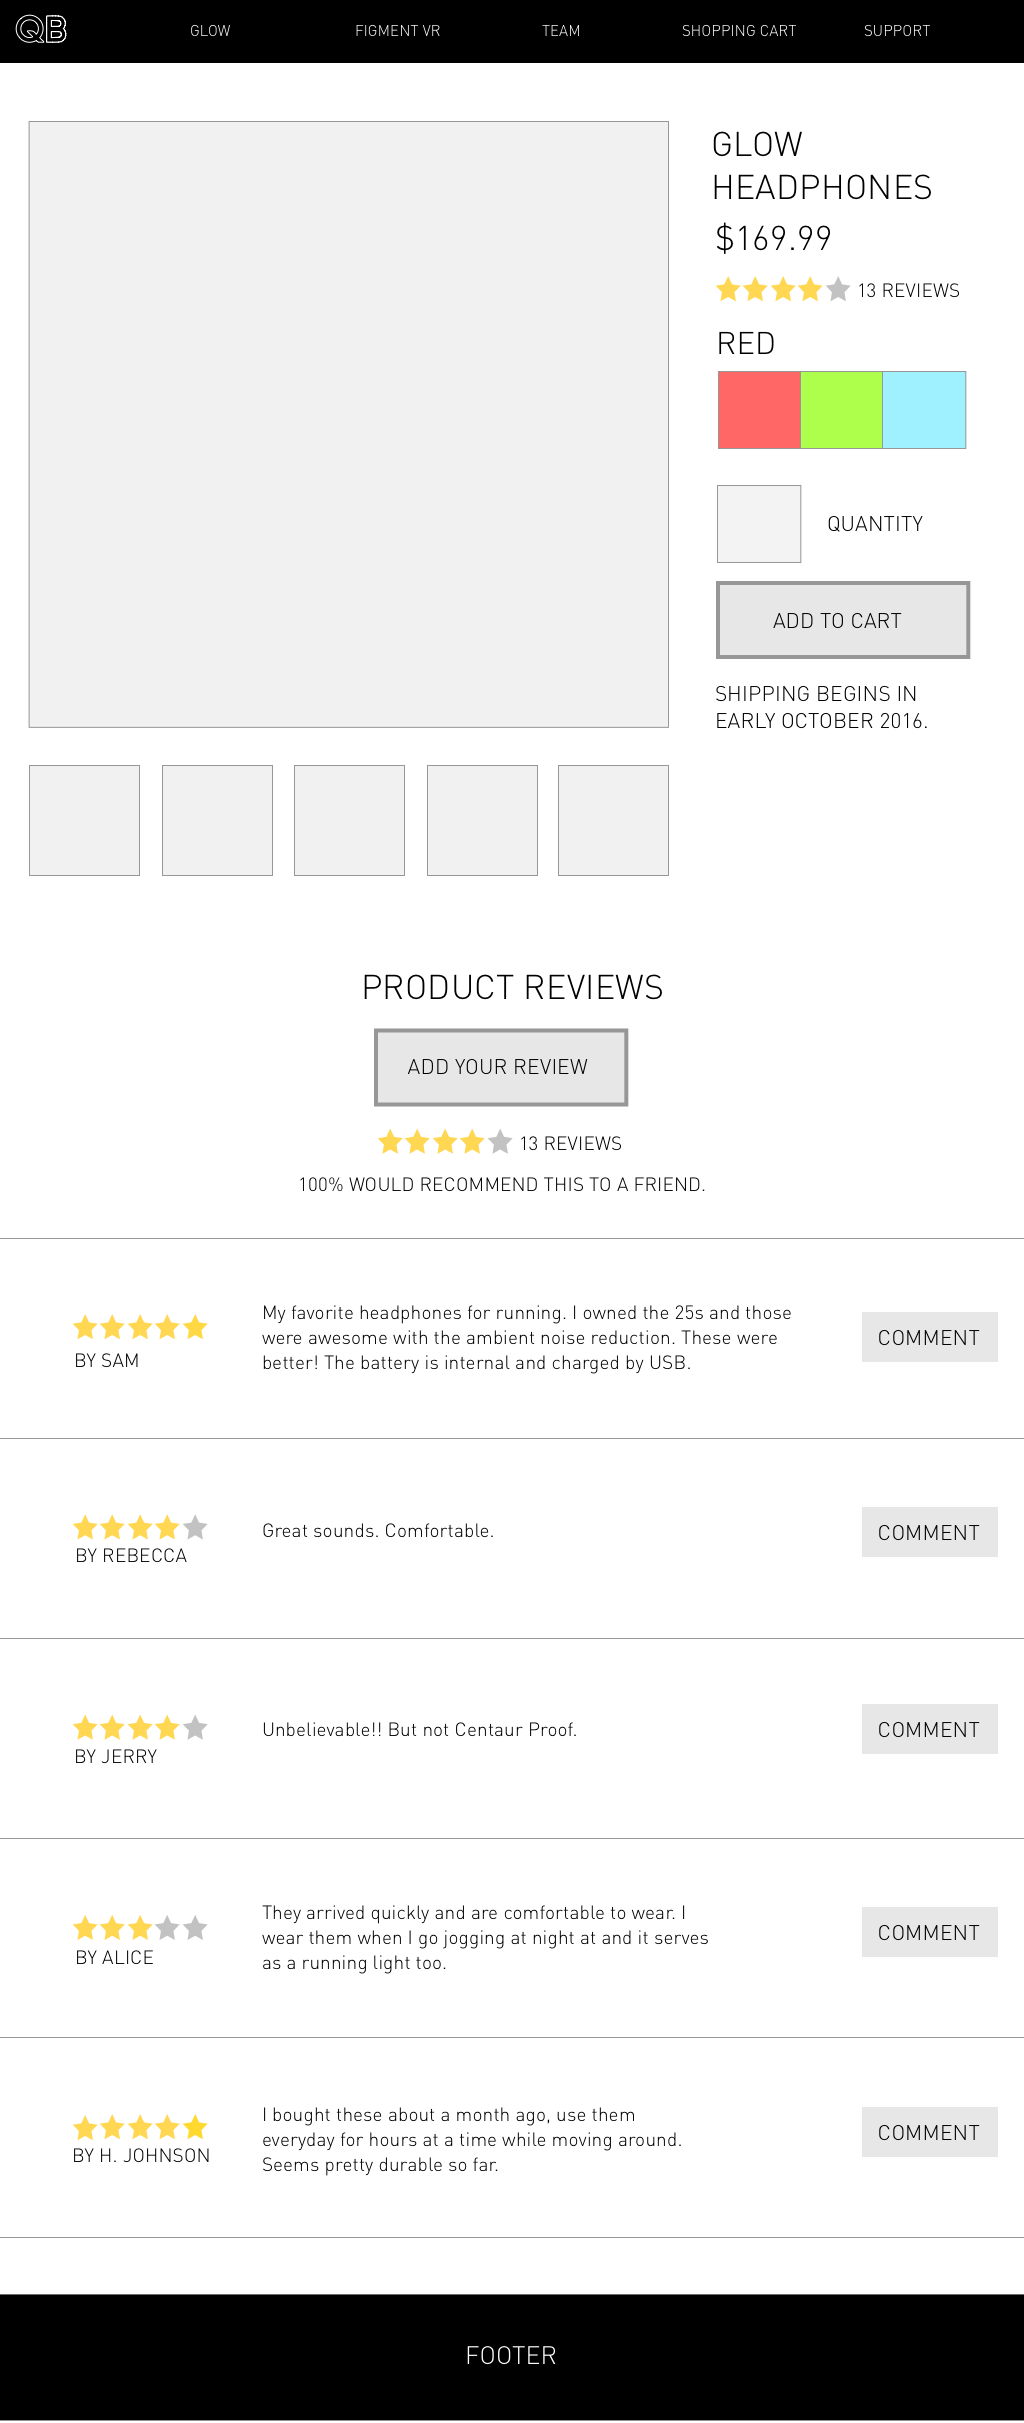 QB
GLOW
FIGMENT VR
TEAM
SHOPPING CART
SUPPORT
GLOW
HEADPHONES
$169.99
13 REVIEWS
RED
QUANTITY
ADD TO CART
SHIPPING BEGINS IN
EARLY OCTOBER 2016.
PRODUCT REVIEWS
ADD YOUR REVIEW
13 REVIEWS
100% WOULD RECOMMEND THIS TO A FRIEND.
BY SAM
My favorite headphones for running. I owned the 25s and those
were awesome with the ambient noise reduction. These were
better! The battery is internal and charged by USB.
COMMENT
BY REBECCA
Great sounds. Comfortable.
COMMENT
BY JERRY
Unbelievable!! But not Centaur Proof.
COMMENT
BY ALICE
They arrived quickly and are comfortable to wear. I
wear them when I go jogging at night at and it serves
as a running light too.
COMMENT
BY H. JOHNSON
I bought these about a month ago, use them
everyday for hours at a time while moving around.
Seems pretty durable so far.
COMMENT
FOOTER